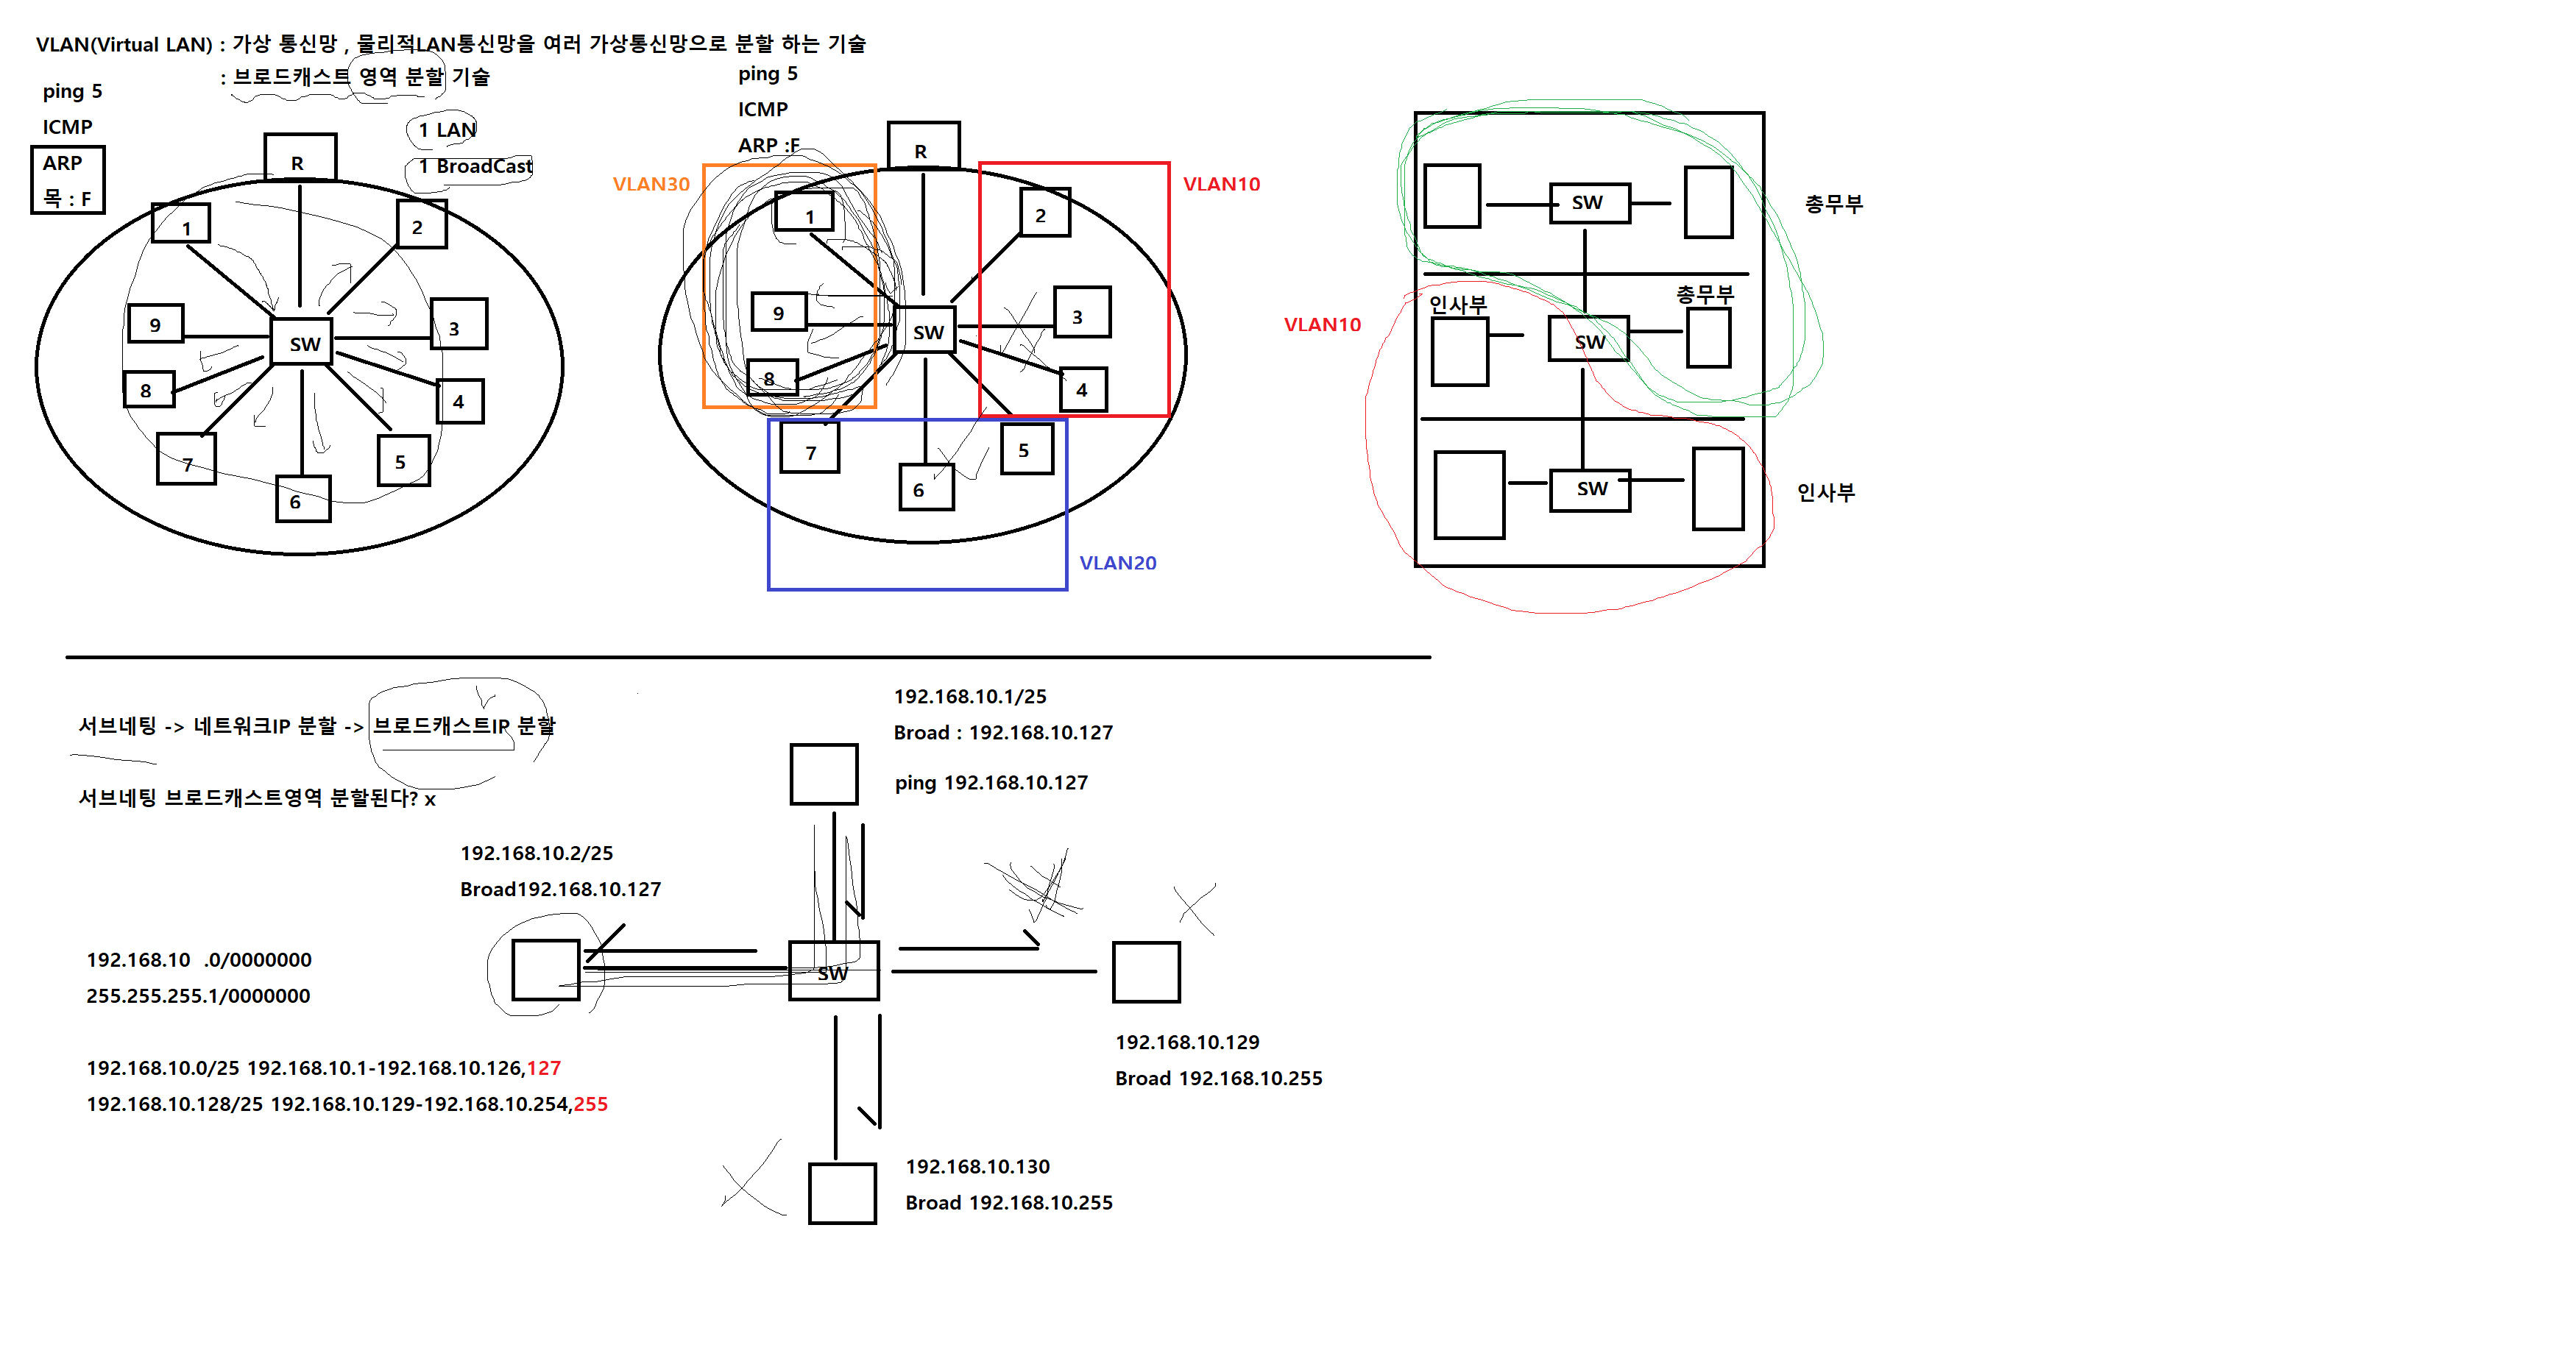 VLAN(Virtual LAN) : 가상 통신망 , 물리적LAN통신망을 여러 가상통신망으로 분할 하는 기술
: 브로드캐스트 영역 분할 기술
ping 5
ICMP
ARP
목 : F
1 LAN
1 BroadCast
R
1
2
9
3
SW
8
4
7
5
6
ping 5
ICMP
ARP :F
R
VLAN30
VLAN10
1
2
9
3
SW
8
4
7
5
6
VLAN20
SW
총무부
인사부
총무부
VLAN10
SW
SW
인사부
서브네팅 -> 네트워크IP 분할 -> 브로드캐스트IP 분할
서브네팅 브로드캐스트영역 분할된다? x
192.168.10.1/25
Broad : 192.168.10.127
ping 192.168.10.127
192.168.10.2/25
Broad192.168.10.127
SW
192.168.10 .0/0000000
255.255.255.1/0000000
192.168.10.0/25 192.168.10.1-192.168.10.126,127
192.168.10.128/25 192.168.10.129-192.168.10.254,255
192.168.10.129
Broad 192.168.10.255
192.168.10.130
Broad 192.168.10.255